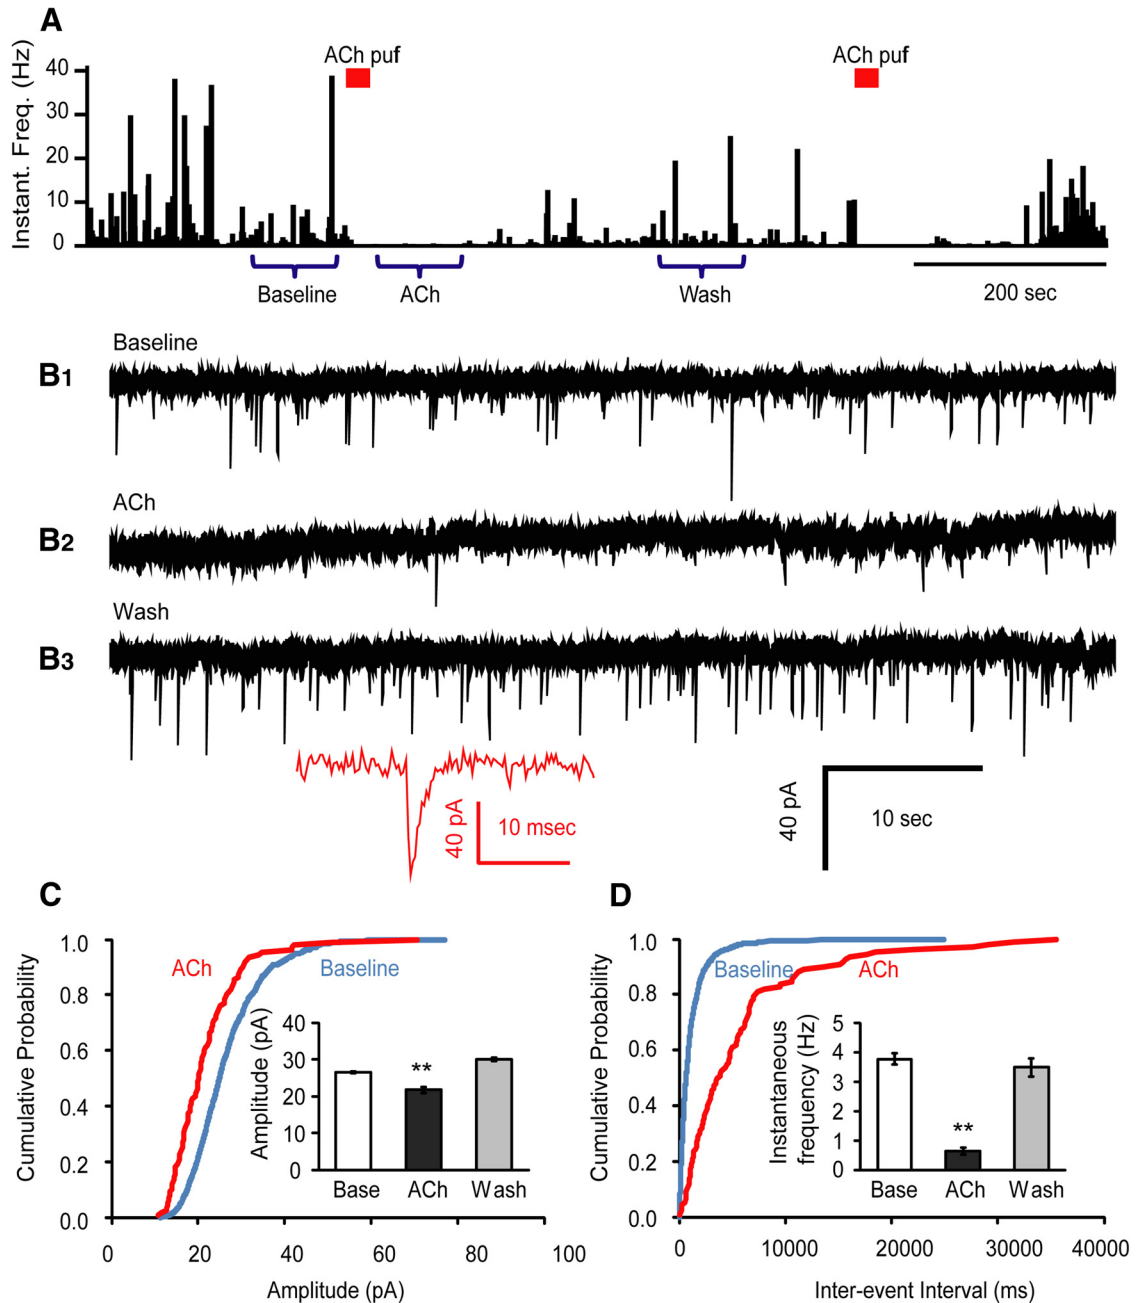 A
Instant. Freq. (Hz)
40
30
20
10
0
ACh puf
ACh puf
Baseline
ACh
Wash
200 sec
Baseline
B1
ACh
B2
Wash
B3
40 pA
10 msec
40 pA
10 sec
C
Cumulative Probability
1.0
0.8
0.6
0.4
0.2
0.0
ACh
Baseline
Amplitude (pA)
40
30
20
10
0
**
Base
ACh
Wash
0
20
40
60
80
100
Amplitude (pA)
D
Cumulative Probability
1.0
0.8
0.6
0.4
0.2
0.0
Baseline
ACh
Instantaneous
frequency (Hz)
5
4
3
2
1
0
**
Base
ACh
Wash
0
10000
20000
30000
40000
Inter-event Interval (ms)